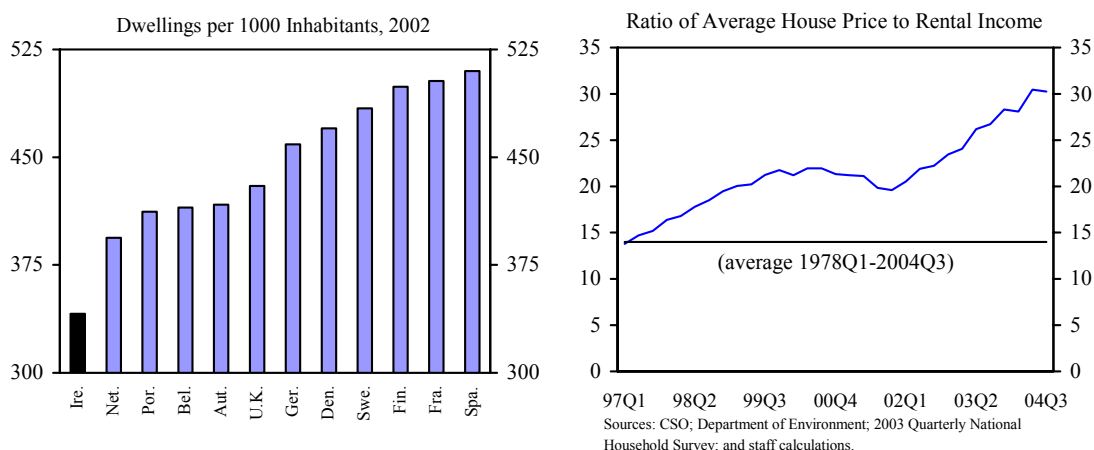 Dwellings per 1000 Inhabitants, 2002
525
450
375
300
525
450
375
300
Ire.
Net.
Por.
Bel.
Aut.
U.K.
Ger.
Den.
Swe.
Fin.
Fra.
Spa.
Ratio of Average House Price to Rental Income
35
30
25
20
15
10
5
0
35
30
25
20
15
10
5
0
(average 1978Q1-2004Q3)
97Q1 98Q2 99Q3 00Q4 02Q1 03Q2 04Q3
Sources: CSO; Department of Environment; 2003 Quarterly National
Household Survey; and staff calculations.